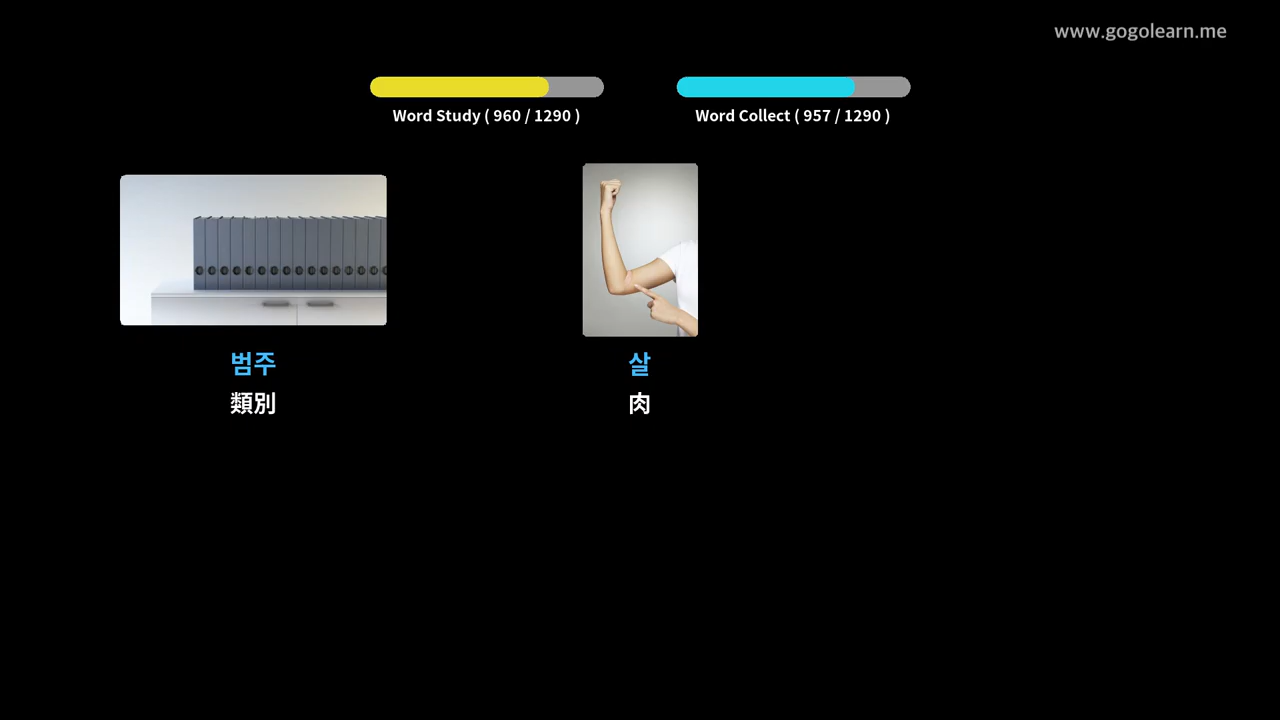 www.gogolearn.me
Word Study ( 960 / 1290 )
Word Collect ( 957 / 1290 )
범주
類別
살
肉